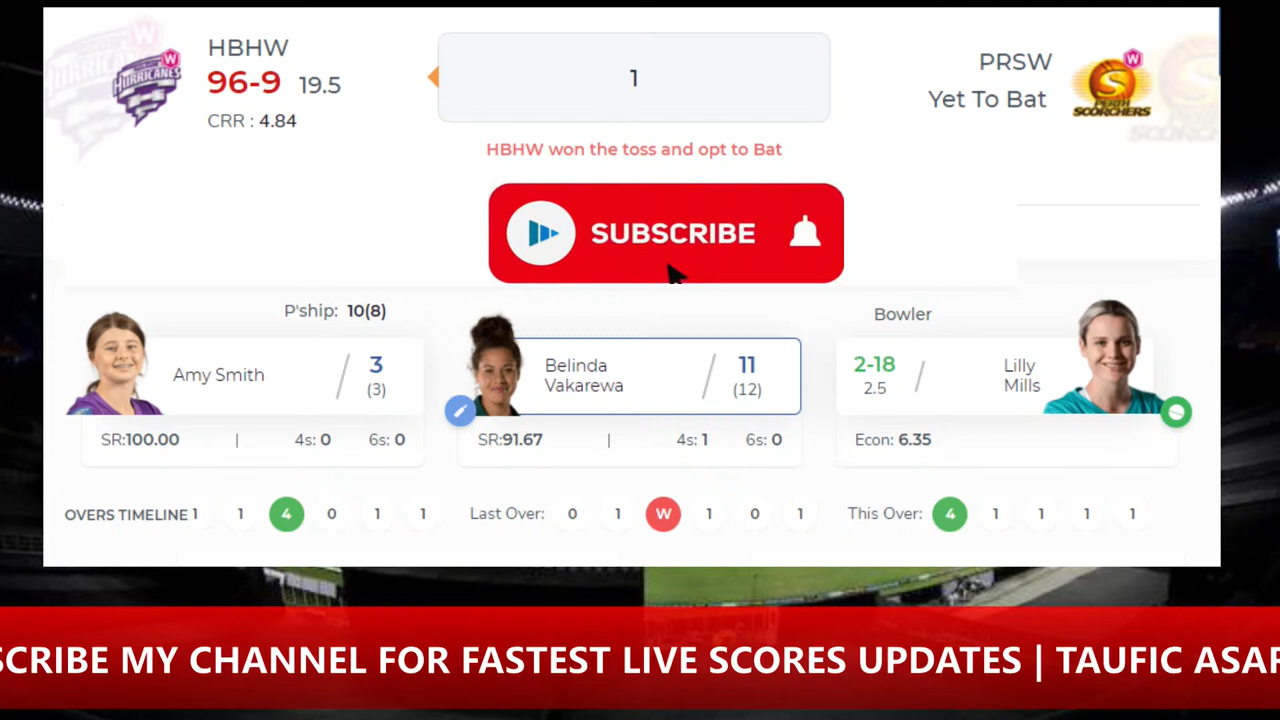 HBHW
96-9 19.5
CRR : 4.84
1
HBHW won the toss and opt to Bat
PRSW
Yet To Bat
W
HURRICANES
W
PERTH
SCORCHERS
SUBSCRIBE
P'ship: 10(8)
Bowler
Amy Smith / 3
(3)
SR:100.00 | 4s: 0 6s: 0
Belinda
Vakarewa / 11
(12)
SR:91.67 | 4s: 1 6s: 0
2-18
2.5 / Lilly
Mills
Econ: 6.35
OVERS TIMELINE 1 1 4 0 1 1 Last Over: 0 1 W 1 0 1 This Over: 4 1 1 1 1
SCRIBE MY CHANNEL FOR FASTEST LIVE SCORES UPDATES | TAUFIC ASAF